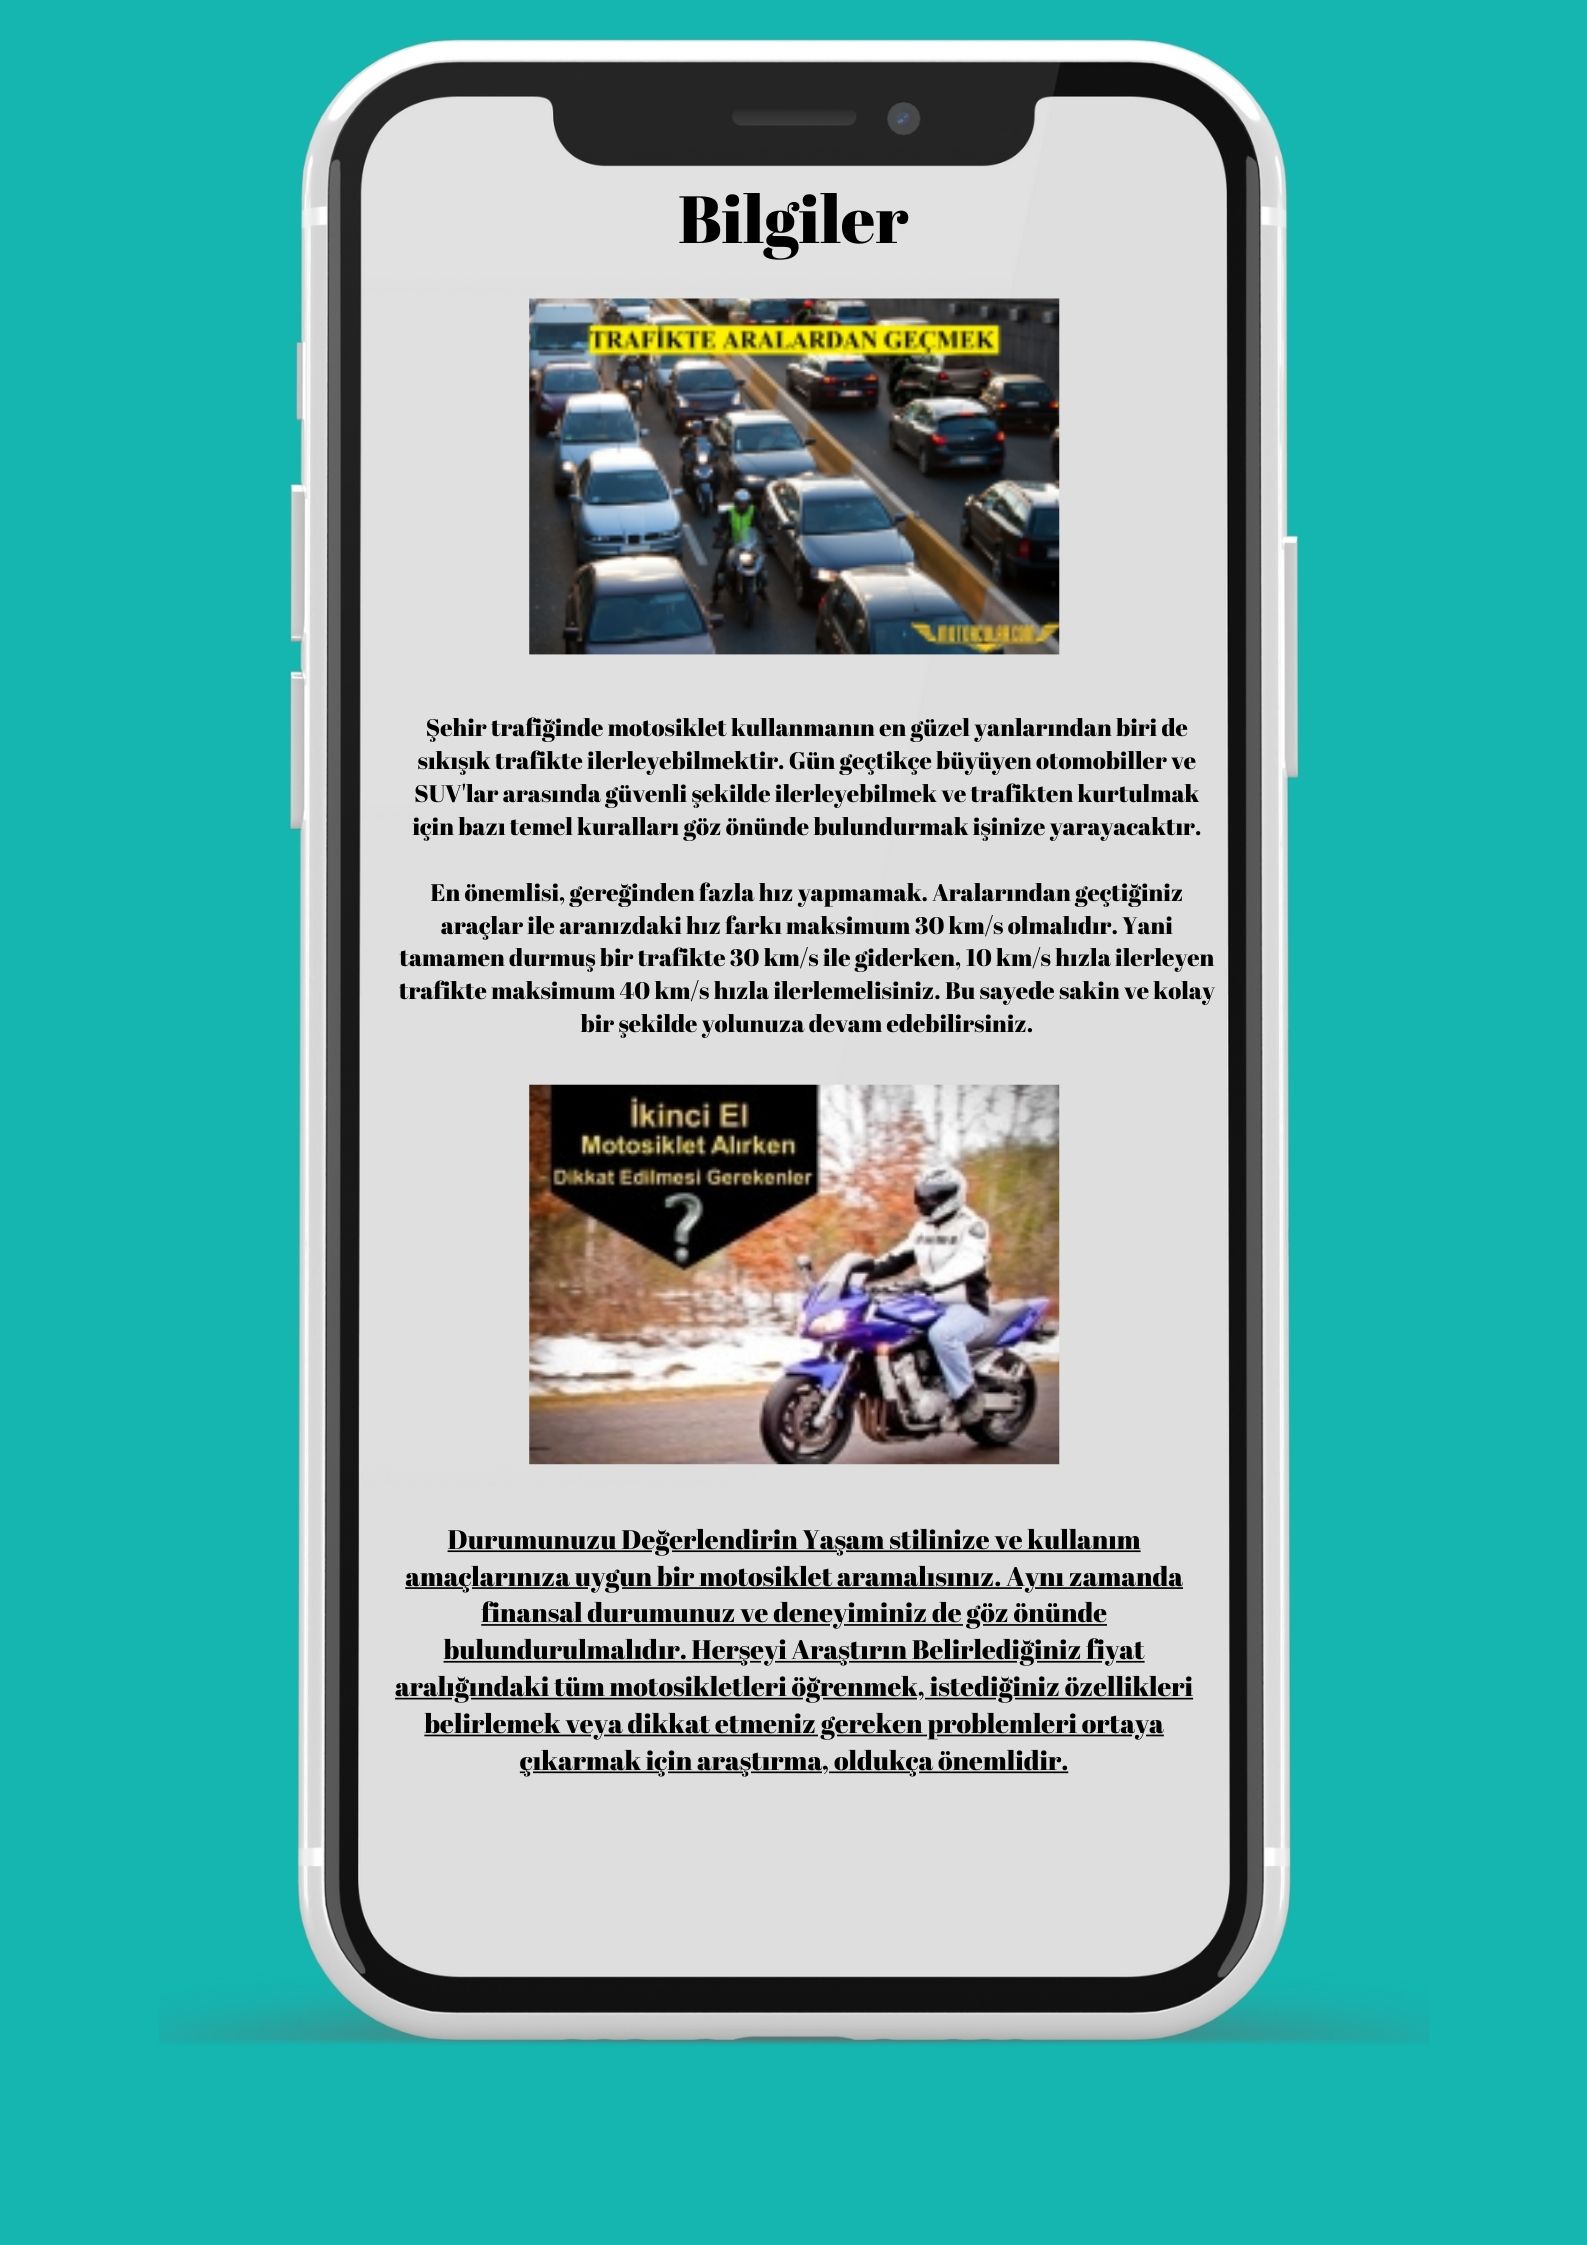 Bilgiler
TRAFİKTE ARALARDAN GEÇMEK
MOTORCULAR.COM
Şehir trafiğinde motosiklet kullanmanın en güzel yanlarından biri de
sıkışık trafikte ilerleyebilmektir. Gün geçtikçe büyüyen otomobiller ve
SUV'lar arasında güvenli şekilde ilerleyebilmek ve trafikten kurtulmak
için bazı temel kuralları göz önünde bulundurmak işinize yarayacaktır.
En önemlisi, gereğinden fazla hız yapmamak. Aralarından geçtiğiniz
araçlar ile aranızdaki hız farkı maksimum 30 km/s olmalıdır. Yani
tamamen durmuş bir trafikte 30 km/s ile giderken, 10 km/s hızla ilerleyen
trafikte maksimum 40 km/s hızla ilerlemelisiniz. Bu sayede sakin ve kolay
bir şekilde yolunuza devam edebilirsiniz.
İkinci El
Motosiklet Alırken
Dikkat Edilmesi Gerekenler
?
Durumunuzu Değerlendirin Yaşam stilinize ve kullanım
amaçlarınıza uygun bir motosiklet aramalısınız. Aynı zamanda
finansal durumunuz ve deneyiminiz de göz önünde
bulundurulmalıdır. Herşeyi Araştırın Belirlediğiniz fiyat
aralığındaki tüm motosikletleri öğrenmek, istediğiniz özellikleri
belirlemek veya dikkat etmeniz gereken problemleri ortaya
çıkarmak için araştırma, oldukça önemlidir.